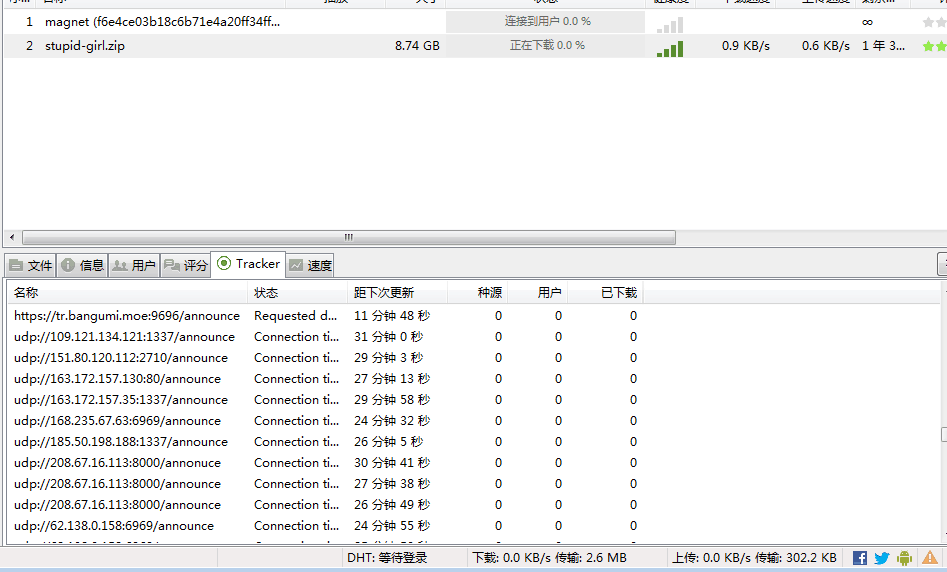 1 magnet (f6e4ce03b18c6b71e4a20ff34ff... 连接到用户 0.0 % ∞
2 stupid-girl.zip 8.74 GB 正在下载 0.0 % 0.9 KB/s 0.6 KB/s 1 年 3...
文件 信息 用户 评分 Tracker 速度
名称 状态 距下次更新 种源 用户 已下载
https://tr.bangumi.moe:9696/announce Requested d... 11 分钟 48 秒 0 0 0
udp://109.121.134.121:1337/announce Connection ti... 31 分钟 0 秒 0 0 0
udp://151.80.120.112:2710/announce Connection ti... 29 分钟 3 秒 0 0 0
udp://163.172.157.130:80/announce Connection ti... 27 分钟 13 秒 0 0 0
udp://163.172.157.35:1337/announce Connection ti... 29 分钟 58 秒 0 0 0
udp://168.235.67.63:6969/announce Connection ti... 24 分钟 32 秒 0 0 0
udp://185.50.198.188:1337/announce Connection ti... 26 分钟 5 秒 0 0 0
udp://208.67.16.113:8000/annonuce Connection ti... 30 分钟 41 秒 0 0 0
udp://208.67.16.113:8000/announce Connection ti... 27 分钟 38 秒 0 0 0
udp://208.67.16.113:8000/announce Connection ti... 26 分钟 49 秒 0 0 0
udp://62.138.0.158:6969/announce Connection ti... 24 分钟 55 秒 0 0 0
DHT: 等待登录 下载: 0.0 KB/s 传输: 2.6 MB 上传: 0.0 KB/s 传输: 302.2 KB